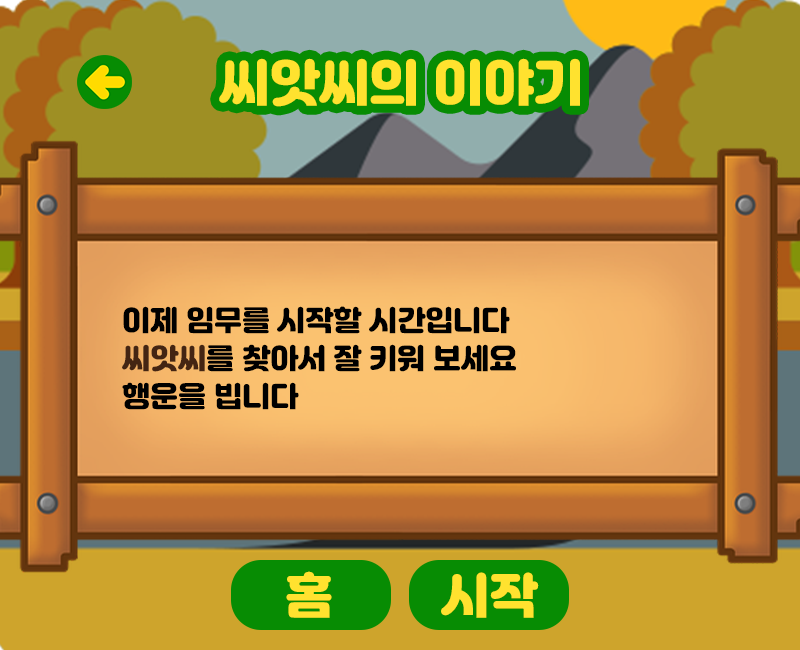 씨앗씨의 이야기
이제 임무를 시작할 시간입니다
씨앗씨를 찾아서 잘 키워 보세요
행운을 빕니다
홈
시작